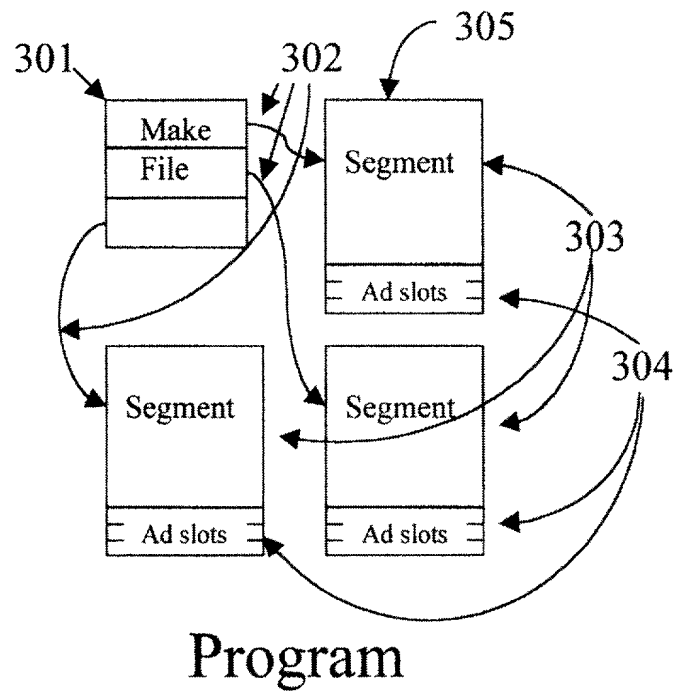 305
301
302
Make
File
Segment
303
Ad slots
304
Segment
Segment
Ad slots
Ad slots
Program